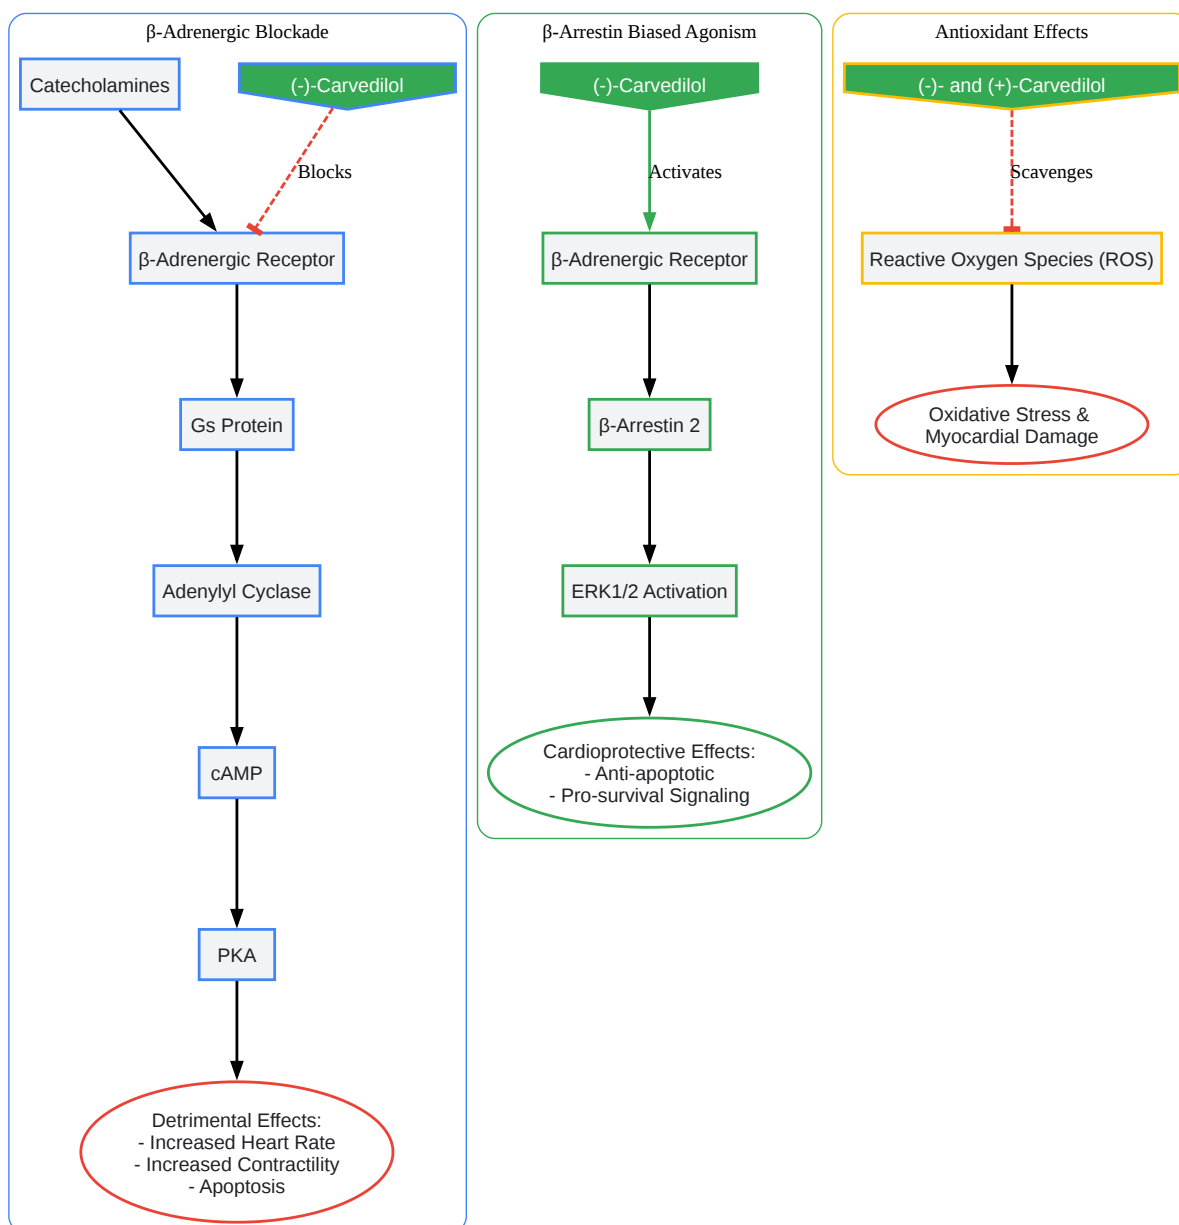 β-Adrenergic Blockade
Catecholamines
(-)-Carvedilol
Blocks
β-Adrenergic Receptor
Gs Protein
Adenylyl Cyclase
cAMP
PKA
Detrimental Effects:
- Increased Heart Rate
- Increased Contractility
- Apoptosis
β-Arrestin Biased Agonism
(-)-Carvedilol
Activates
β-Adrenergic Receptor
β-Arrestin 2
ERK1/2 Activation
Cardioprotective Effects:
- Anti-apoptotic
- Pro-survival Signaling
Antioxidant Effects
(-)- and (+)-Carvedilol
Scavenges
Reactive Oxygen Species (ROS)
Oxidative Stress &
Myocardial Damage